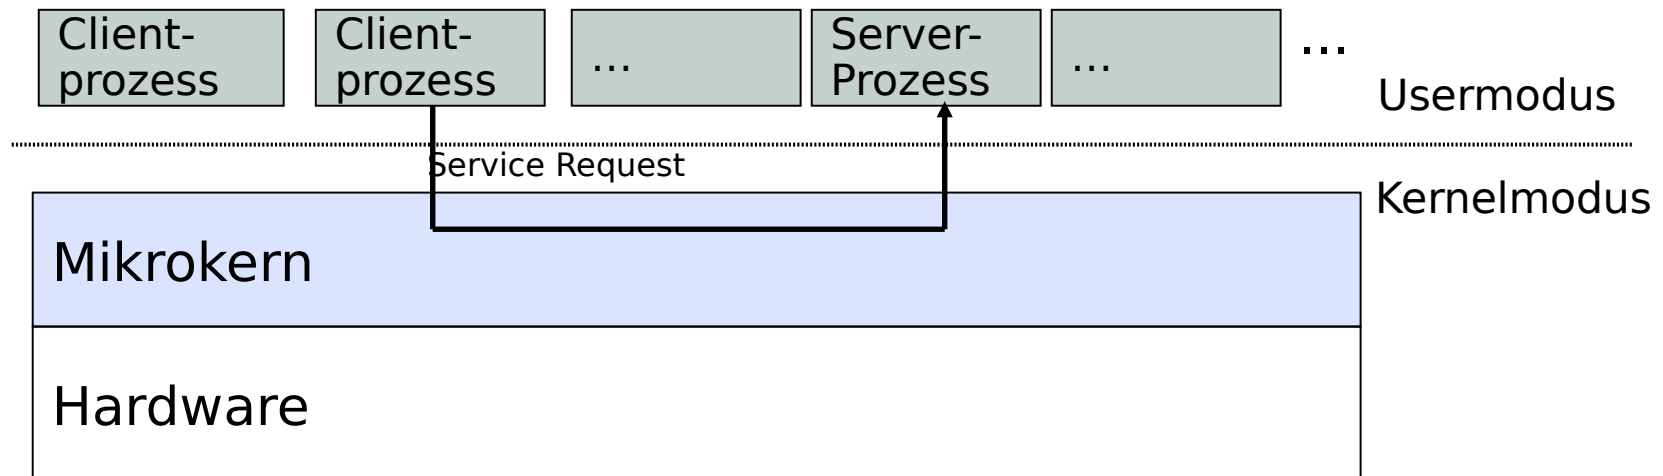 Client-
prozess
Client-
prozess
...
Server-
Prozess
...
...
Usermodus
Service Request
Kernelmodus
Mikrokern
Hardware